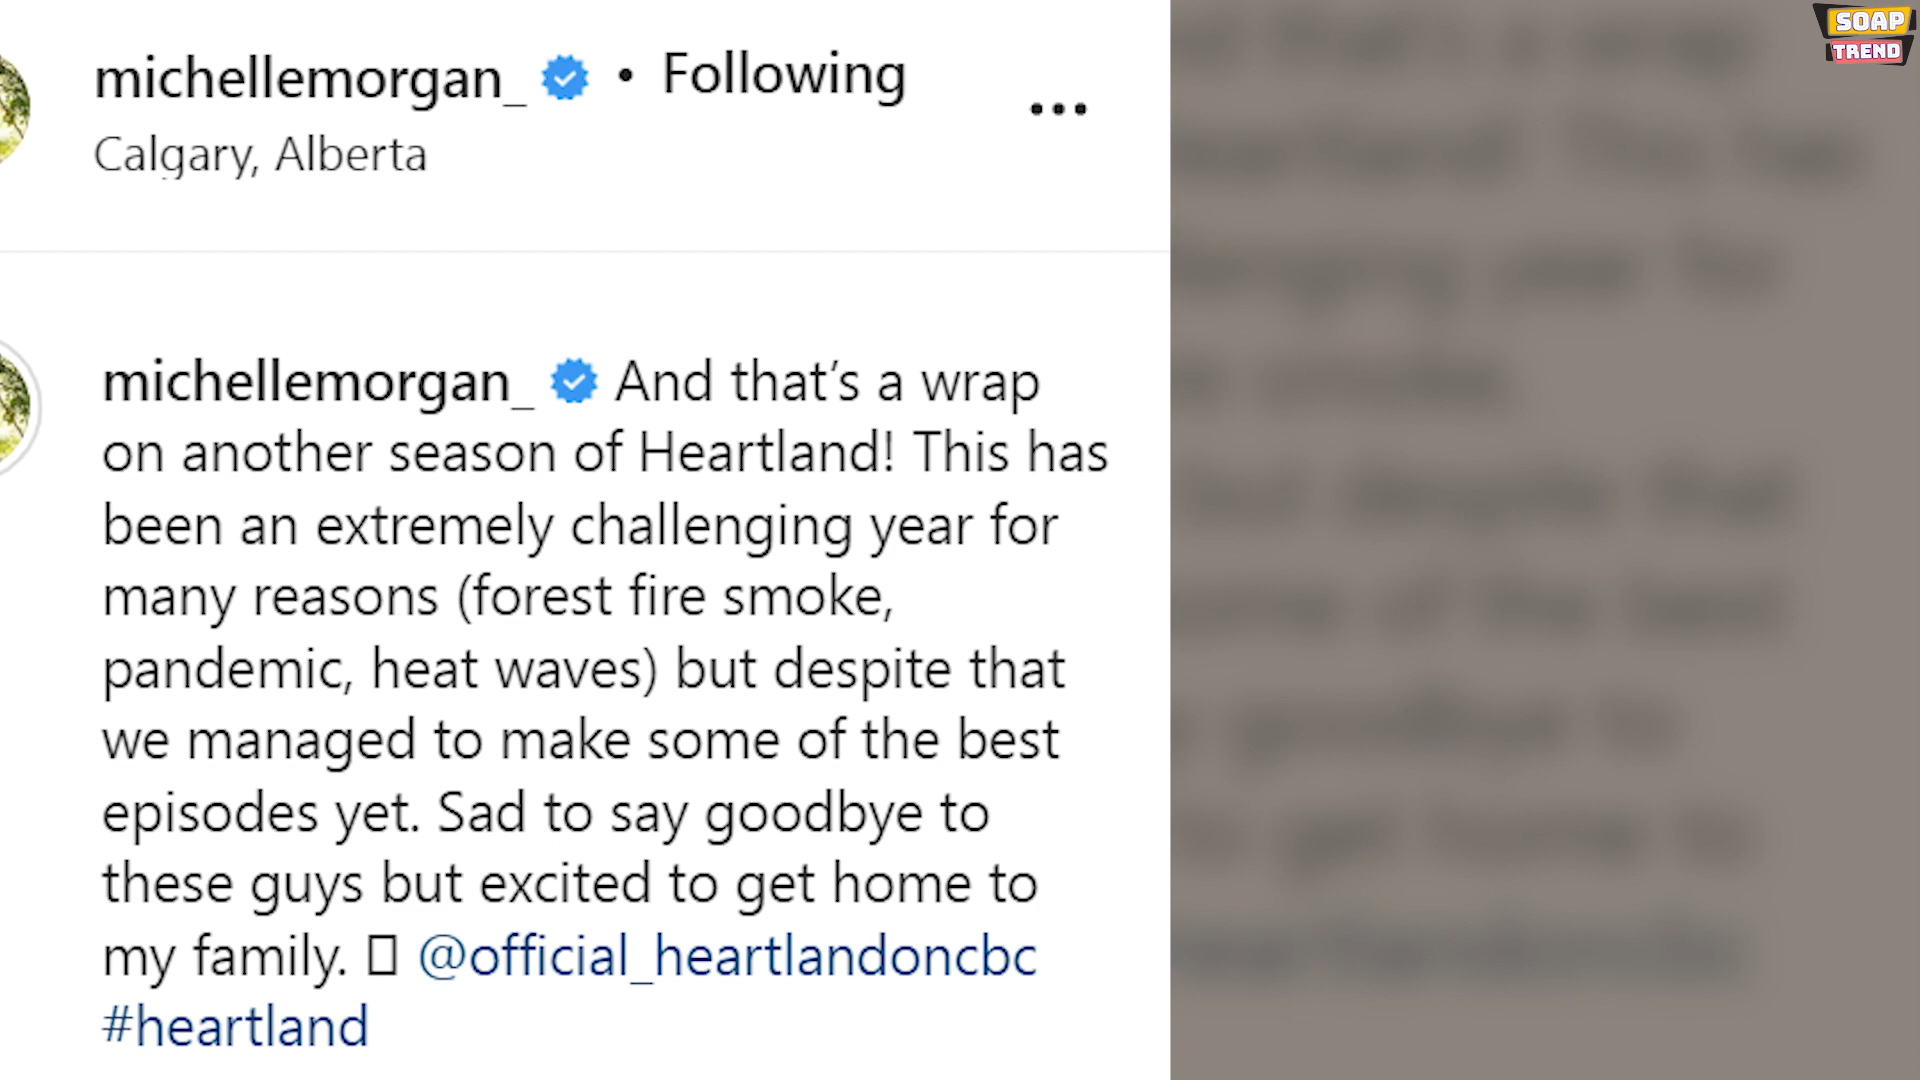 michellemorgan_ • Following
...
Calgary, Alberta
michellemorgan_ And that’s a wrap
on another season of Heartland! This has
been an extremely challenging year for
many reasons (forest fire smoke,
pandemic, heat waves) but despite that
we managed to make some of the best
episodes yet. Sad to say goodbye to
these guys but excited to get home to
my family. @official_heartlandoncbc
#heartland
SOAP
TREND